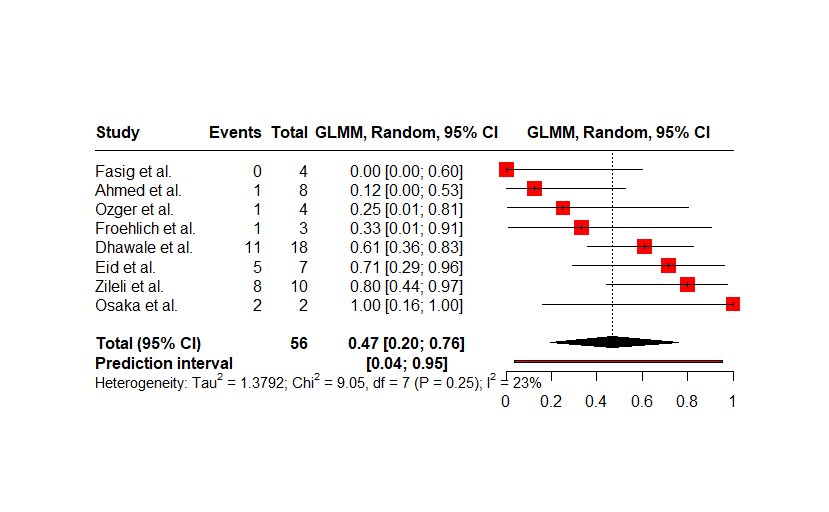 Study Events Total GLMM, Random, 95% CI GLMM, Random, 95% CI
Fasig et al. 0 4 0.00 [0.00; 0.60]
Ahmed et al. 1 8 0.12 [0.00; 0.53]
Ozger et al. 1 4 0.25 [0.01; 0.81]
Froehlich et al. 1 3 0.33 [0.01; 0.91]
Dhawale et al. 11 18 0.61 [0.36; 0.83]
Eid et al. 5 7 0.71 [0.29; 0.96]
Zileli et al. 8 10 0.80 [0.44; 0.97]
Osaka et al. 2 2 1.00 [0.16; 1.00]
Total (95% CI) 56 0.47 [0.20; 0.76]
Prediction interval [0.04; 0.95]
Heterogeneity: Tau² = 1.3792; Chi² = 9.05, df = 7 (P = 0.25); I² = 23%
0 0.2 0.4 0.6 0.8 1